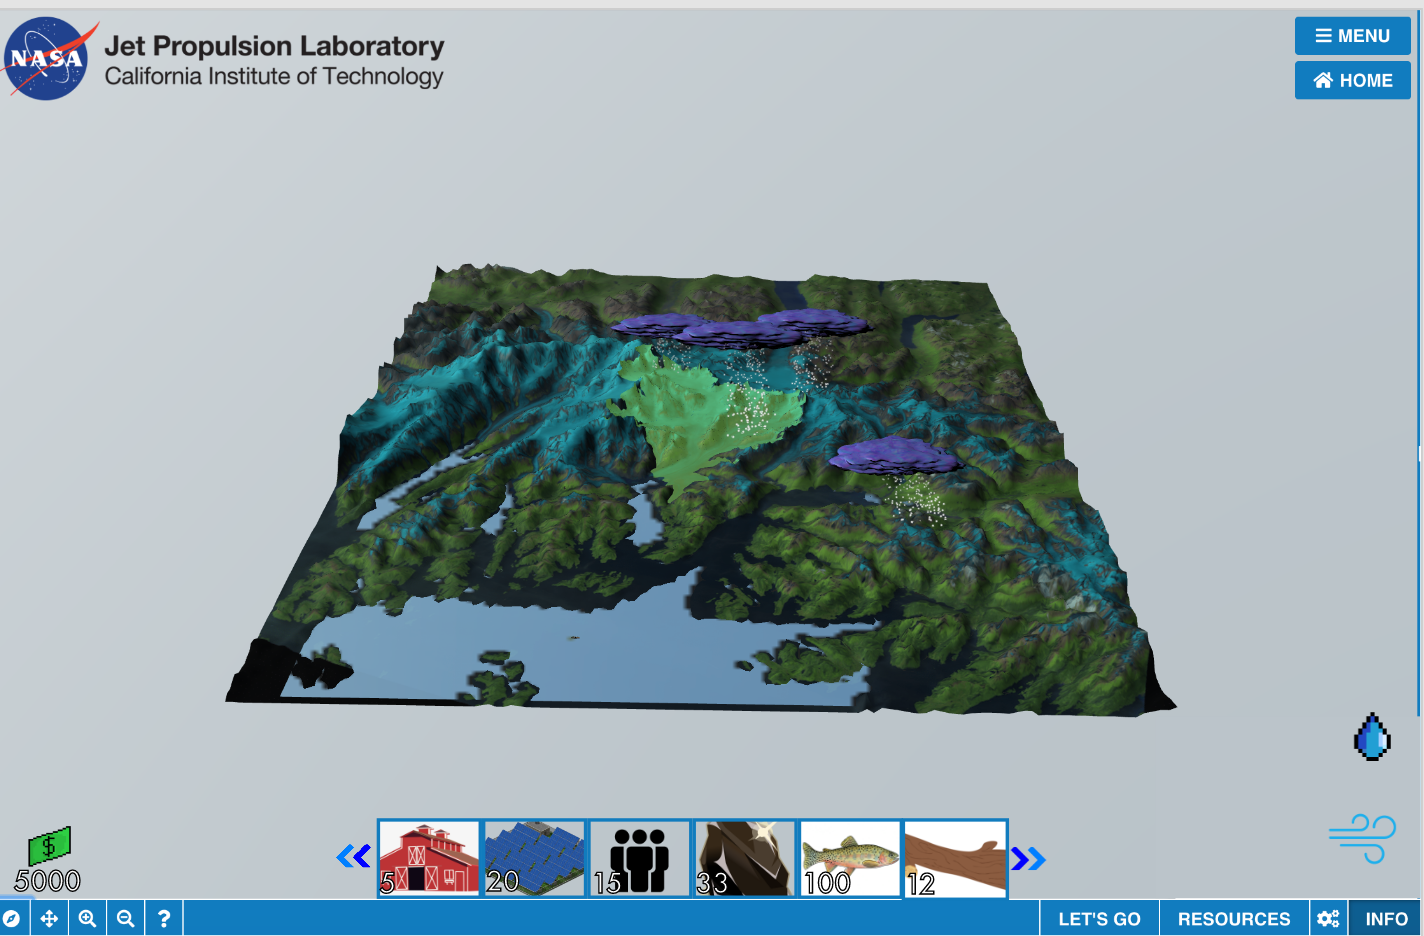 NASA
Jet Propulsion Laboratory
California Institute of Technology
MENU
HOME
$
5000
5
20
15
33
100
12
?
LET'S GO
RESOURCES
INFO